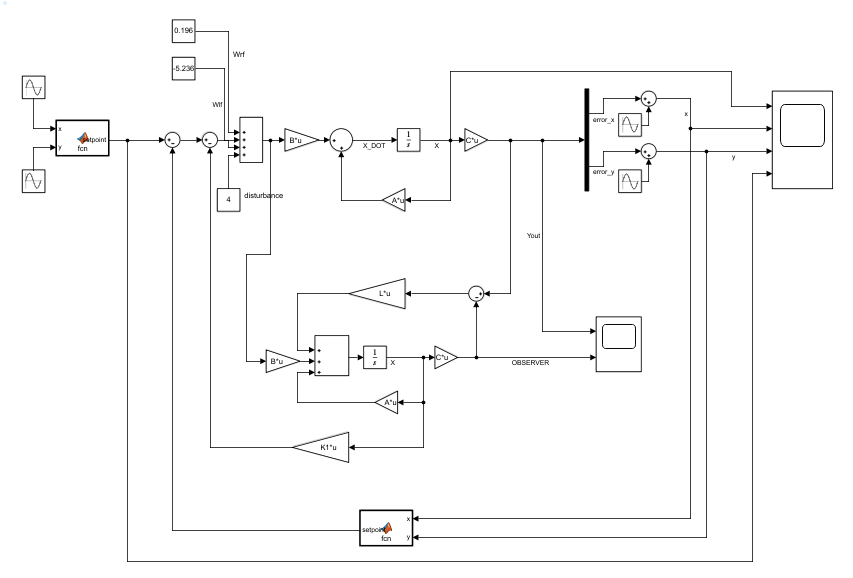 0.196
Wrf
-5.236
Wlf
x
y
setpoint
fcn
4
disturbance
B*u
X_DOT
1
s
X
C*u
A*u
error_x
error_y
x
y
Yout
L*u
B*u
1
s
X
C*u
OBSERVER
A*u
K1*u
setpoint
fcn
x
y